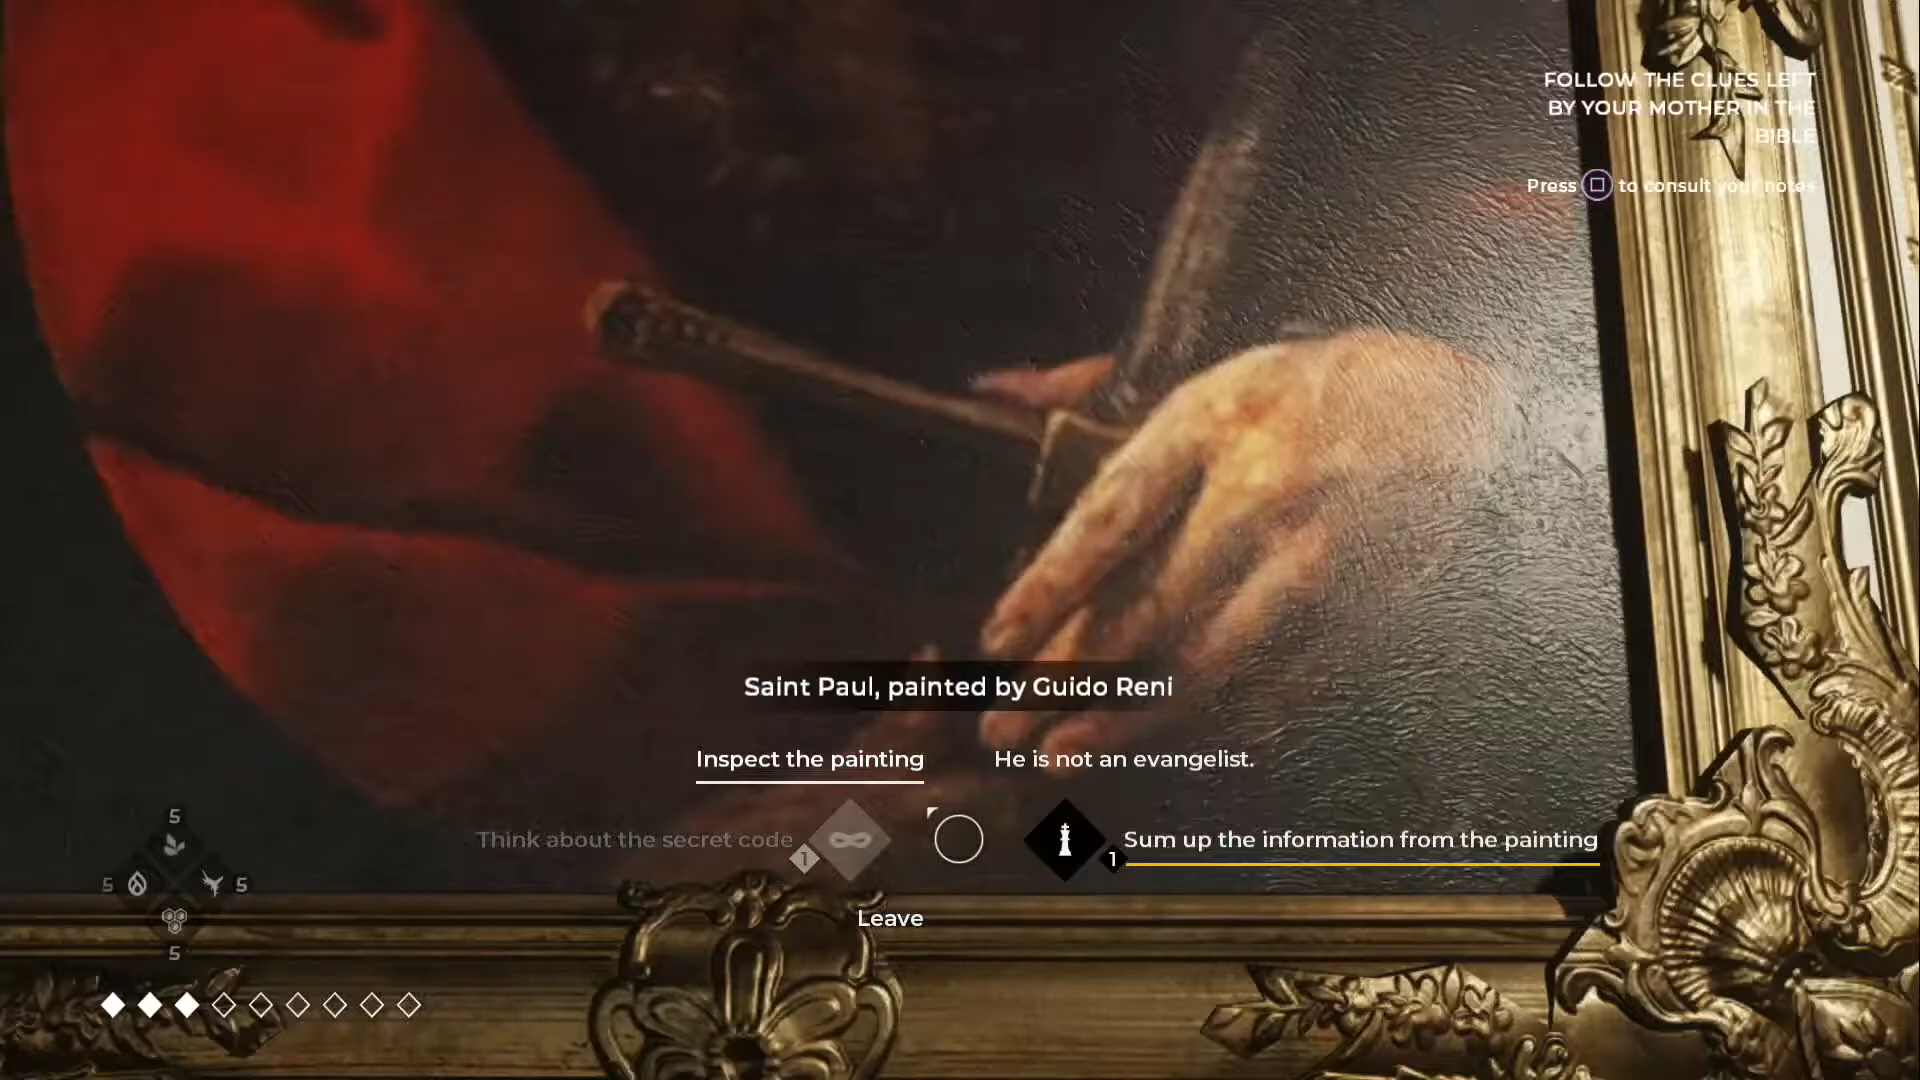 FOLLOW THE CLUES LEFT
BY YOUR MOTHER IN THE
BIBLE
Press to consult your notes
Saint Paul, painted by Guido Reni
Inspect the painting
He is not an evangelist.
Think about the secret code
1
1
Sum up the information from the painting
Leave
5
5
5
5